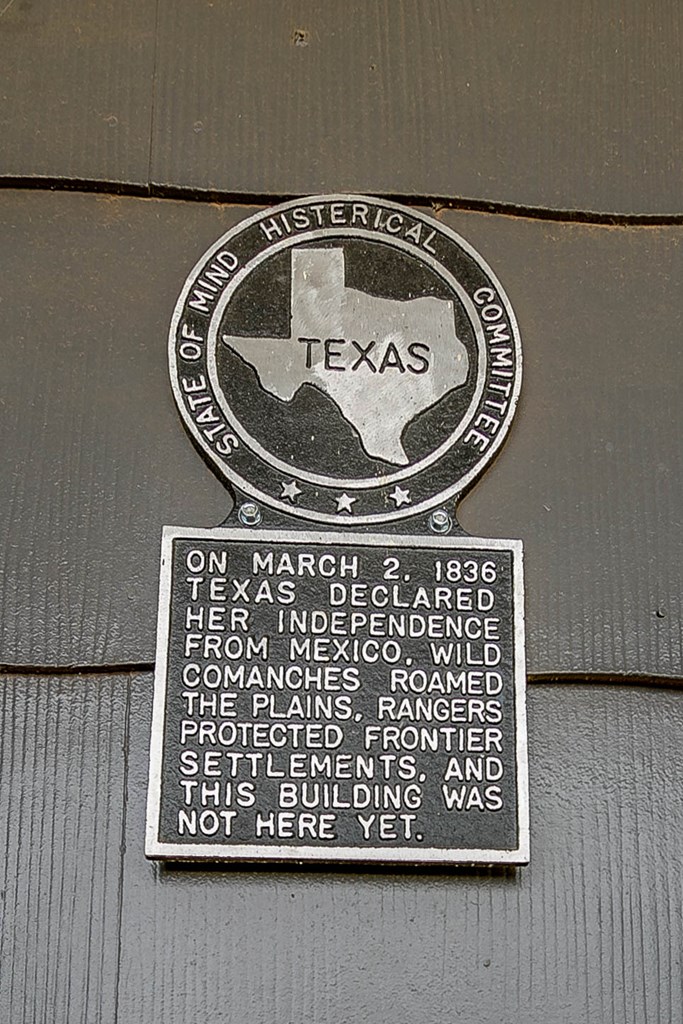 STATE OF MIND HISTERICAL COMMITTEE
TEXAS
ON MARCH 2, 1836
TEXAS DECLARED
HER INDEPENDENCE
FROM MEXICO, WILD
COMANCHES ROAMED
THE PLAINS, RANGERS
PROTECTED FRONTIER
SETTLEMENTS, AND
THIS BUILDING WAS
NOT HERE YET.